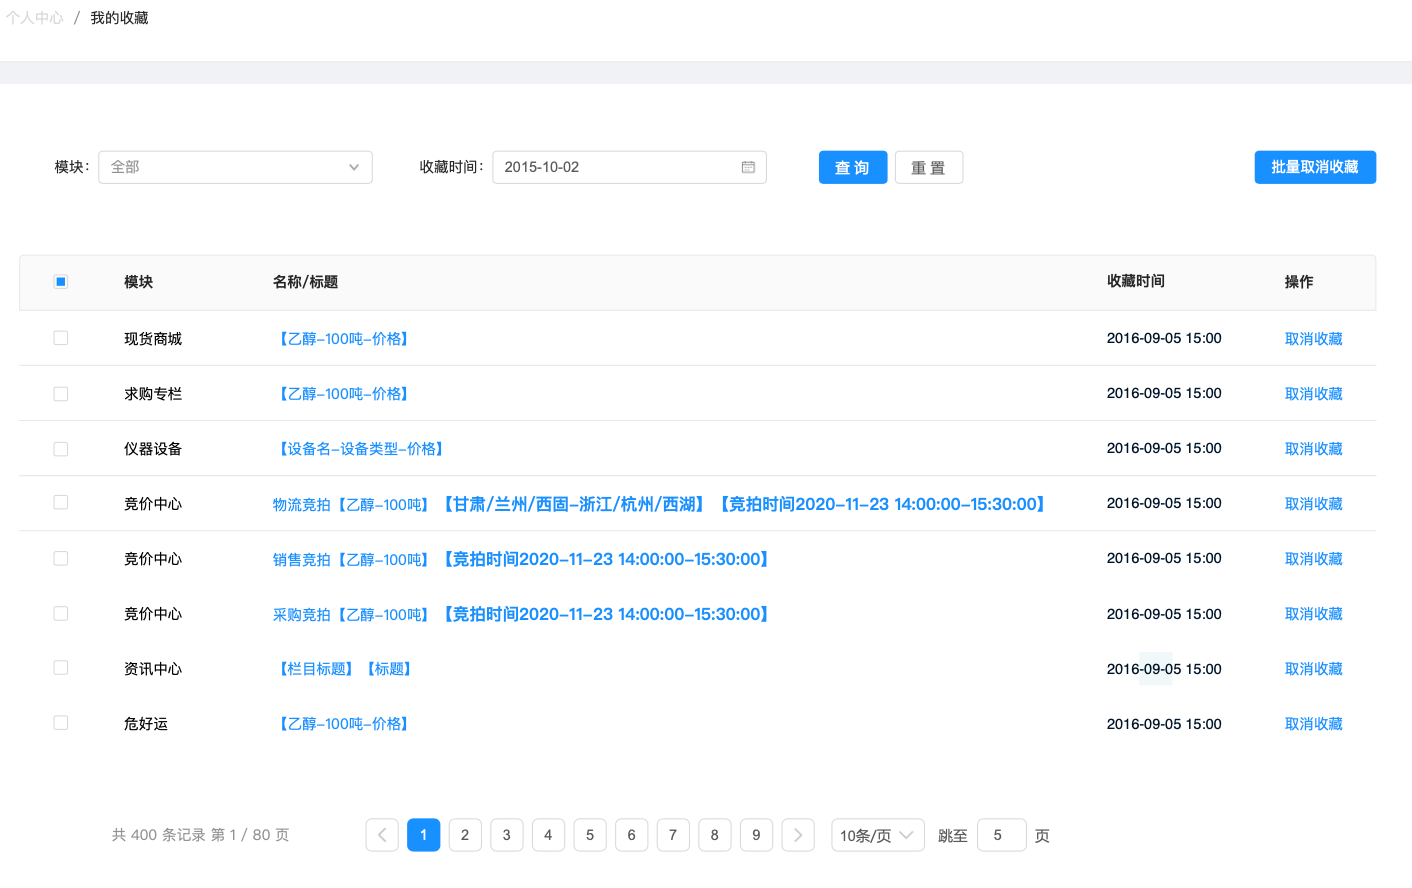 个人中心 / 我的收藏
模块： 全部 收藏时间： 2015-10-02 查 询 重 置 批量取消收藏
模块 名称/标题 收藏时间 操作
现货商城 【乙醇-100吨-价格】 2016-09-05 15:00 取消收藏
求购专栏 【乙醇-100吨-价格】 2016-09-05 15:00 取消收藏
仪器设备 【设备名-设备类型-价格】 2016-09-05 15:00 取消收藏
竞价中心 物流竞拍【乙醇-100吨】【甘肃/兰州/西固-浙江/杭州/西湖】【竞拍时间2020-11-23 14:00:00-15:30:00】 2016-09-05 15:00 取消收藏
竞价中心 销售竞拍【乙醇-100吨】【竞拍时间2020-11-23 14:00:00-15:30:00】 2016-09-05 15:00 取消收藏
竞价中心 采购竞拍【乙醇-100吨】【竞拍时间2020-11-23 14:00:00-15:30:00】 2016-09-05 15:00 取消收藏
资讯中心 【栏目标题】【标题】 2016-09-05 15:00 取消收藏
危好运 【乙醇-100吨-价格】 2016-09-05 15:00 取消收藏
共 400 条记录 第 1 / 80 页 1 2 3 4 5 6 7 8 9 10条/页 跳至 5 页